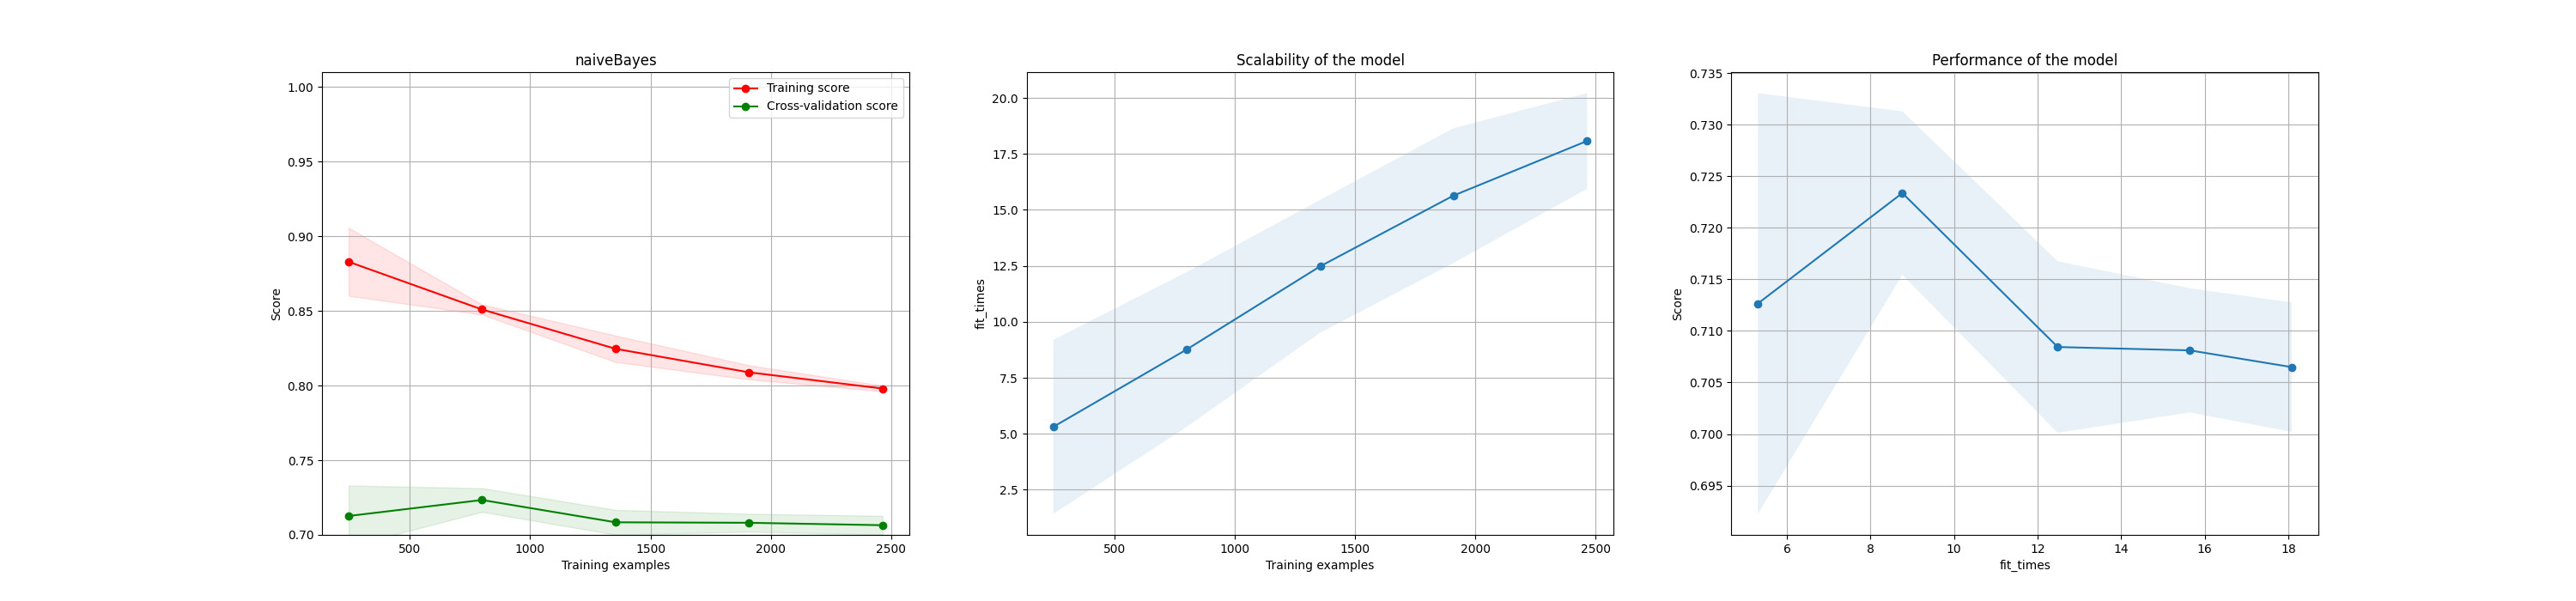 naiveBayes
Training score
Cross-validation score
1.00
0.95
0.90
0.85
0.80
0.75
0.70
Score
500 1000 1500 2000 2500
Training examples
Scalability of the model
20.0
17.5
15.0
12.5
10.0
7.5
5.0
2.5
fit_times
500 1000 1500 2000 2500
Training examples
Performance of the model
0.735
0.730
0.725
0.720
0.715
0.710
0.705
0.700
0.695
Score
6 8 10 12 14 16 18
fit_times